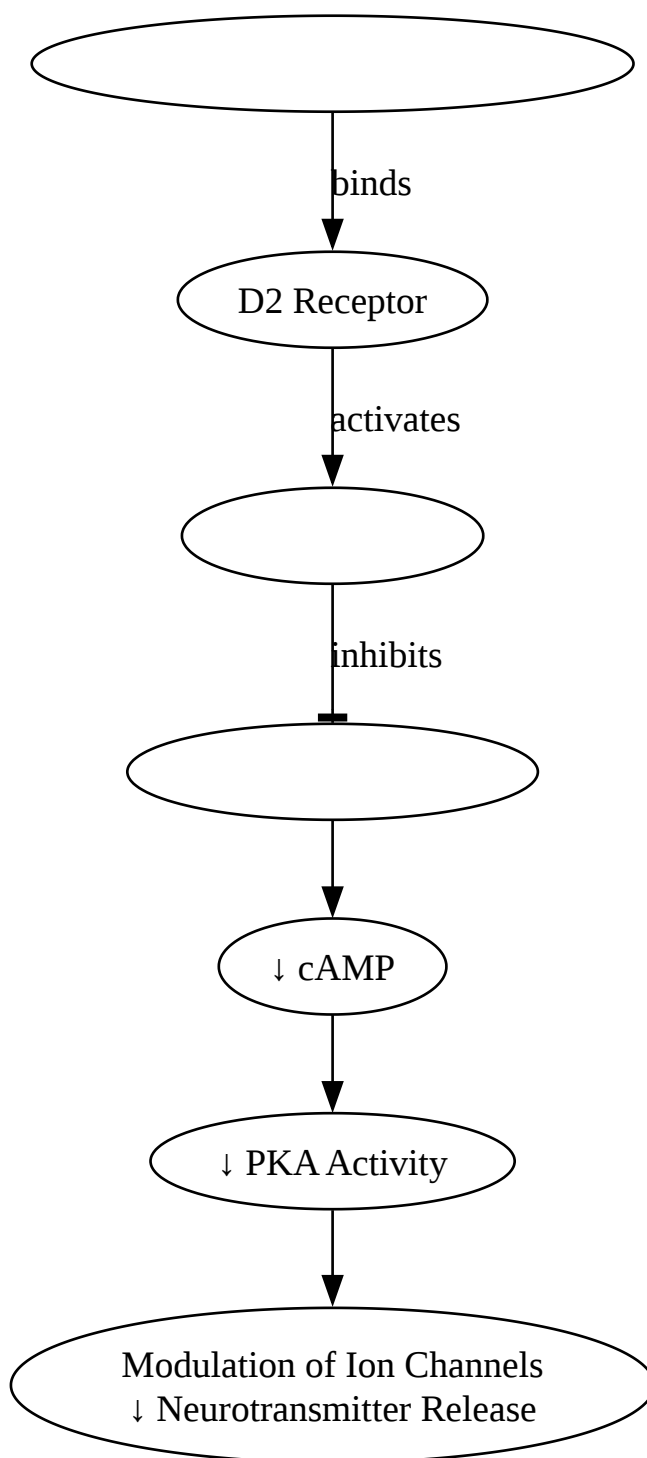 binds
D2 Receptor
activates
inhibits
↓ cAMP
↓ PKA Activity
Modulation of Ion Channels
↓ Neurotransmitter Release